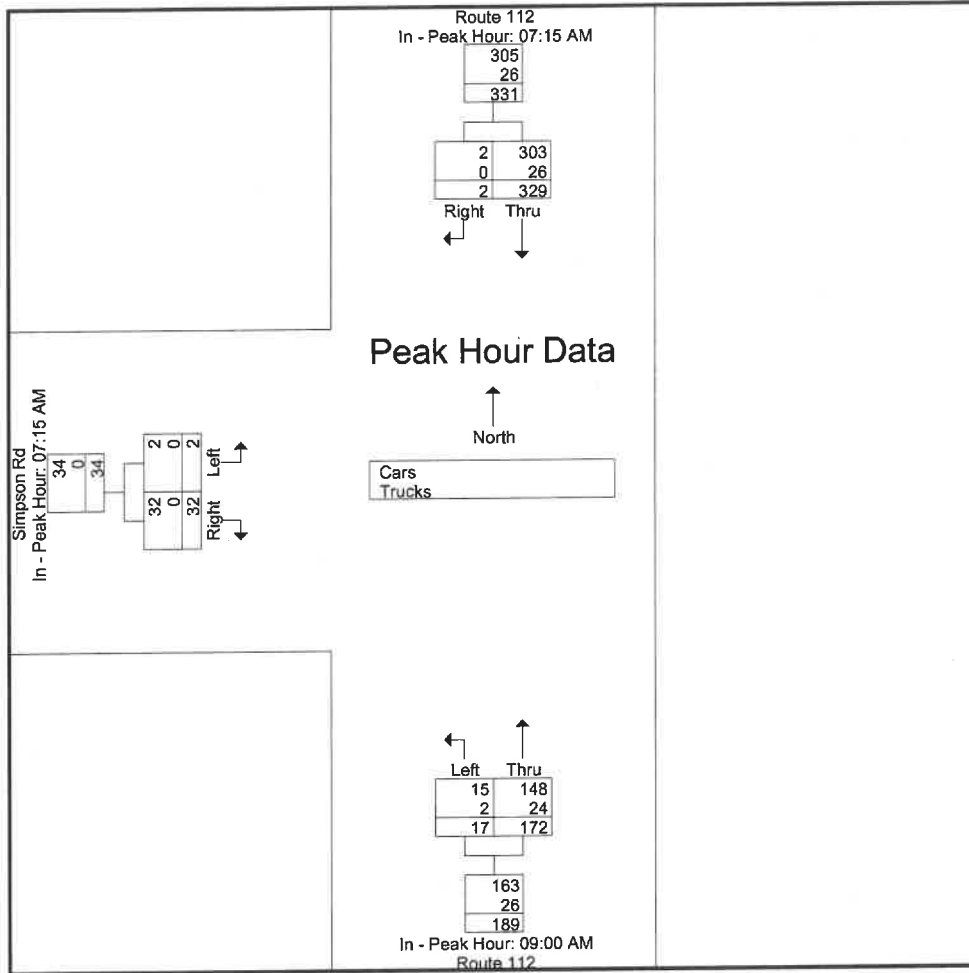 Route 112
In - Peak Hour: 07:15 AM
305
26
331
2 303
0 26
2 329
Right Thru
Peak Hour Data
North
Cars
Trucks
Simpson Rd
In - Peak Hour: 07:15 AM
34
0
34
2 0 2
Left
32 0 32
Right
Left Thru
15 148
2 24
17 172
163
26
189
In - Peak Hour: 09:00 AM
Route 112